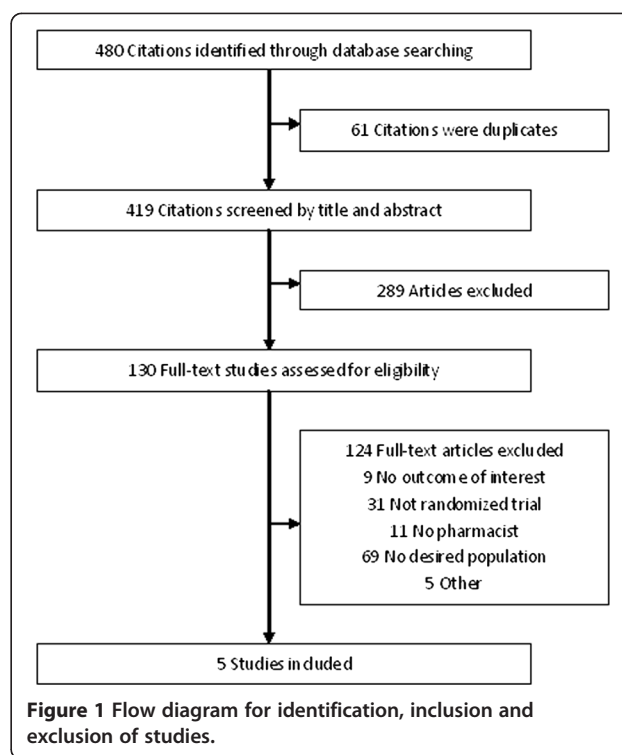 480 Citations identified through database searching
61 Citations were duplicates
419 Citations screened by title and abstract
289 Articles excluded
130 Full-text studies assessed for eligibility
124 Full-text articles excluded
9 No outcome of interest
31 Not randomized trial
11 No pharmacist
69 No desired population
5 Other
5 Studies included
Figure 1 Flow diagram for identification, inclusion and
exclusion of studies.